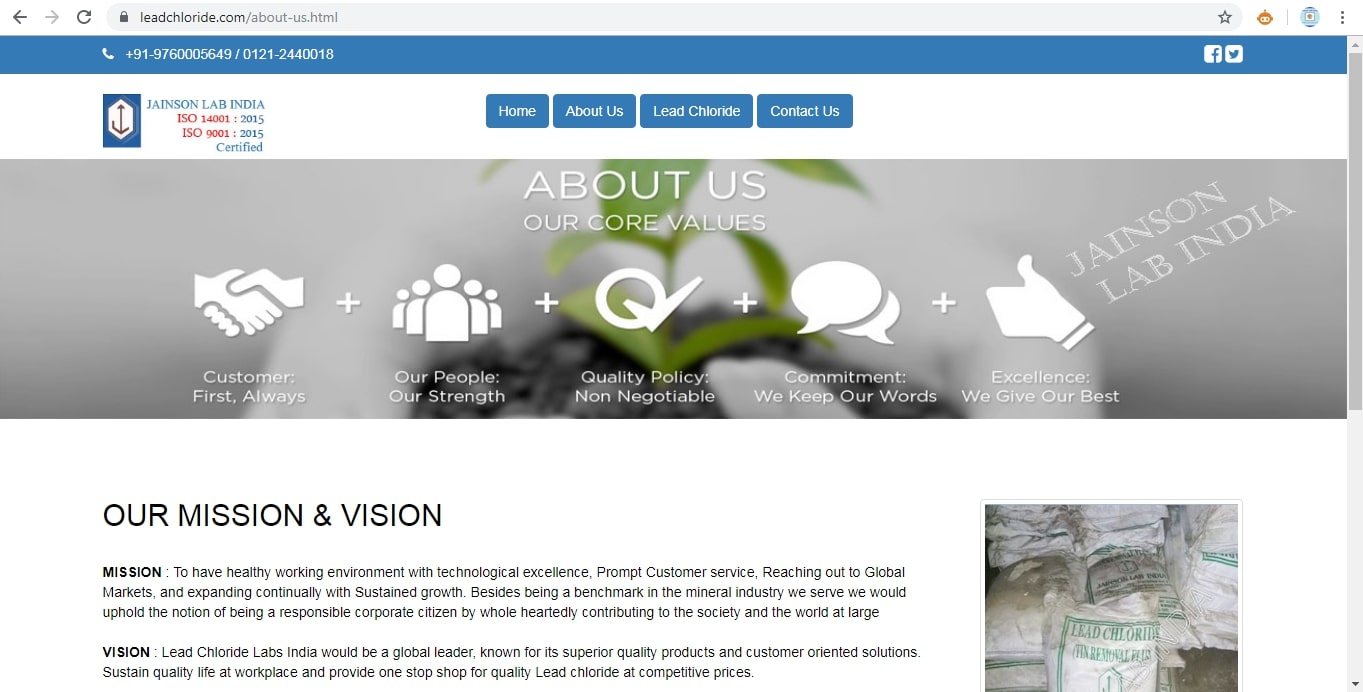 leadchloride.com/about-us.html
+91-9760005649 / 0121-2440018
JAINSON LAB INDIA
ISO 14001 : 2015
ISO 9001 : 2015
Certified
Home
About Us
Lead Chloride
Contact Us
ABOUT US
OUR CORE VALUES
JAINSON
LAB INDIA
+ + + +
Customer:
First, Always
Our People:
Our Strength
Quality Policy:
Non Negotiable
Commitment:
We Keep Our Words
Excellence:
We Give Our Best
OUR MISSION & VISION
MISSION : To have healthy working environment with technological excellence, Prompt Customer service, Reaching out to Global
Markets, and expanding continually with Sustained growth. Besides being a benchmark in the mineral industry we serve we would
uphold the notion of being a responsible corporate citizen by whole heartedly contributing to the society and the world at large
VISION : Lead Chloride Labs India would be a global leader, known for its superior quality products and customer oriented solutions.
Sustain quality life at workplace and provide one stop shop for quality Lead chloride at competitive prices.
JAINSON LAB INDIA
LEAD CHLORIDE